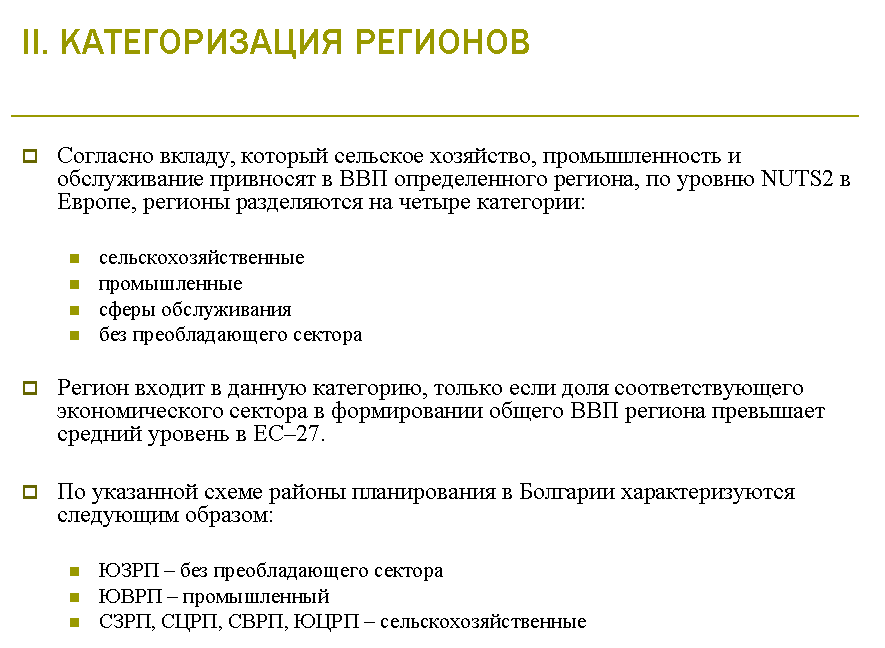 II. КАТЕГОРИЗАЦИЯ РЕГИОНОВ
Согласно вкладу, который сельское хозяйство, промышленность и
обслуживание привносят в ВВП определенного региона, по уровню NUTS2 в
Европе, регионы разделяются на четыре категории:
сельскохозяйственные
промышленные
сферы обслуживания
без преобладающего сектора
Регион входит в данную категорию, только если доля соответствующего
экономического сектора в формировании общего ВВП региона превышает
средний уровень в ЕС–27.
По указанной схеме районы планирования в Болгарии характеризуются
следующим образом:
ЮЗРП – без преобладающего сектора
ЮВРП – промышленный
СЗРП, СЦРП, СВРП, ЮЦРП – сельскохозяйственные